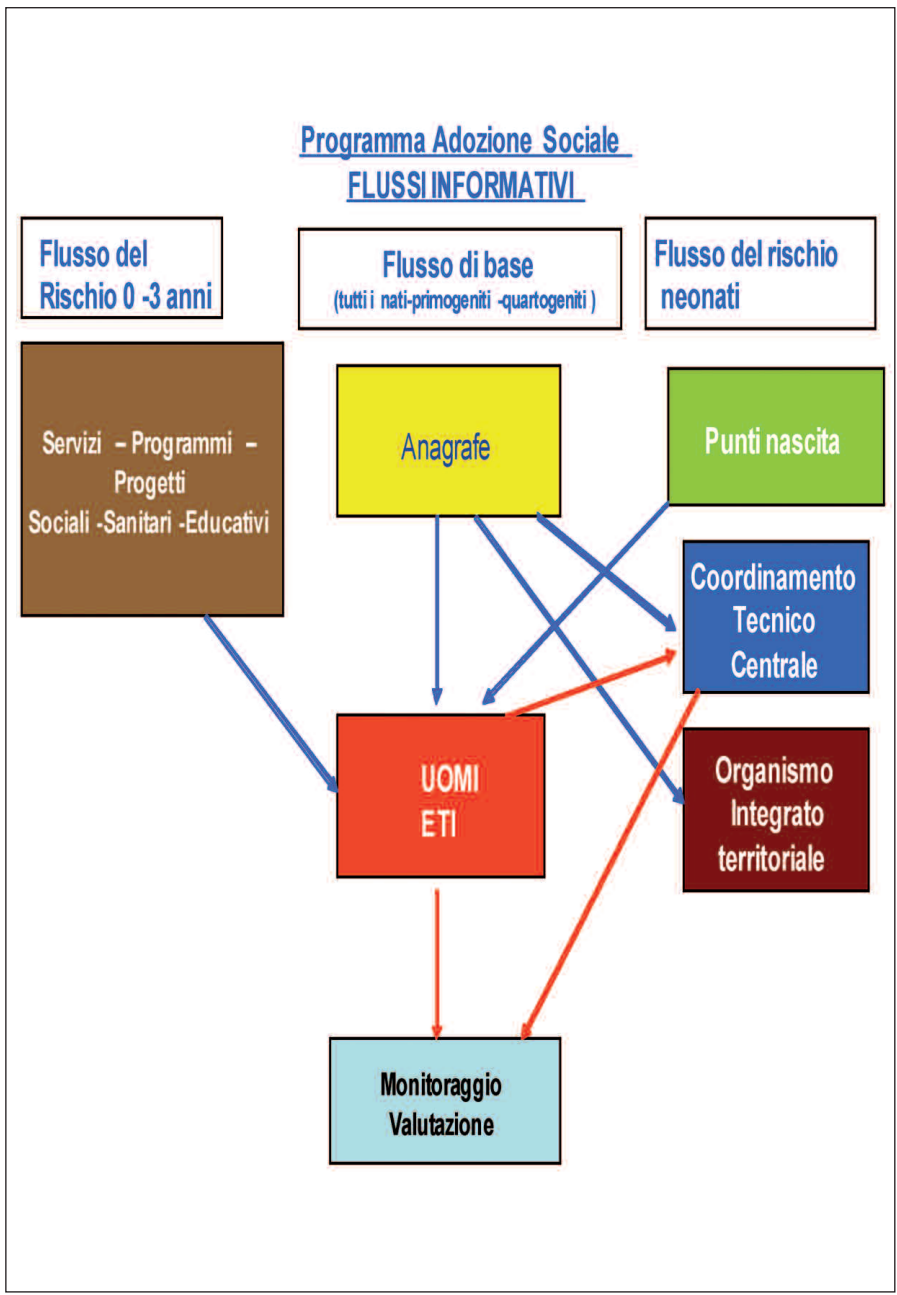 Programma Adozione Sociale
FLUSSI INFORMATIVI
Flusso del
Rischio 0 -3 anni
Flusso di base
(tutti i nati-primogeniti -quartogeniti )
Flusso del rischio
neonati
Servizi – Programmi –
Progetti
Sociali -Sanitari -Educativi
Anagrafe
Punti nascita
Coordinamento
Tecnico
Centrale
UOMI
ETI
Organismo
Integrato
territoriale
Monitoraggio
Valutazione